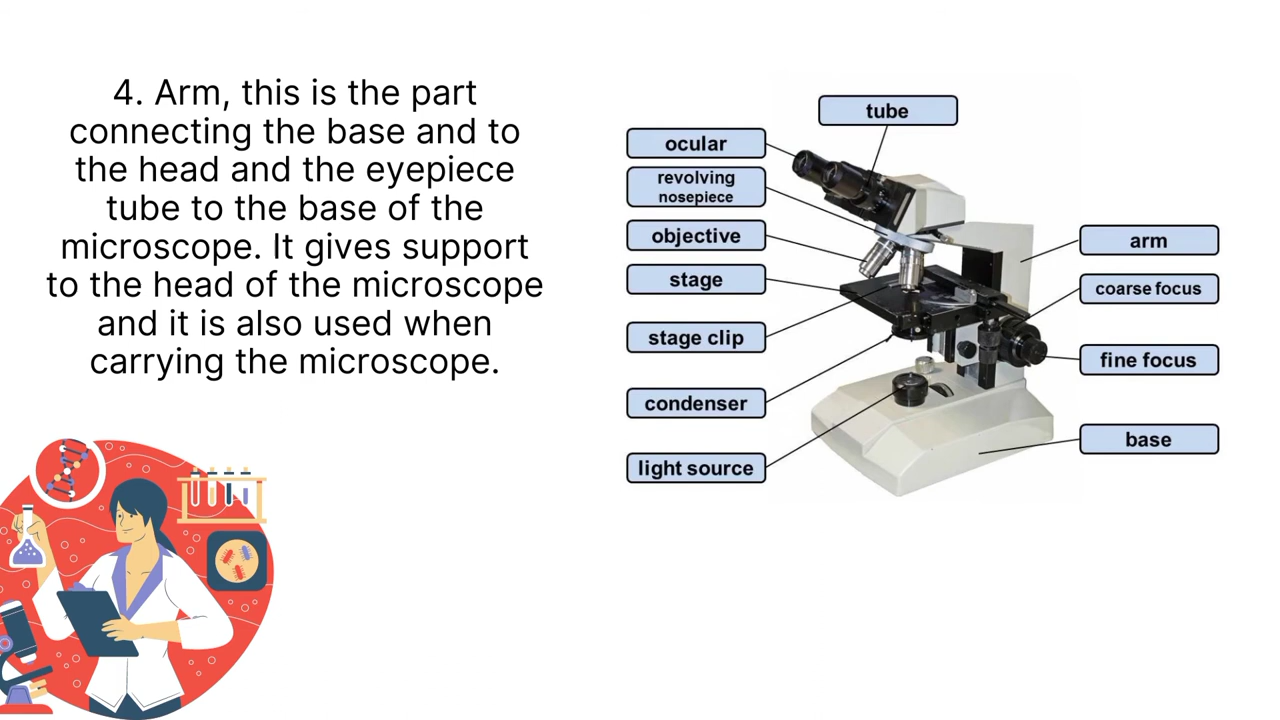 4. Arm, this is the part
connecting the base and to
the head and the eyepiece
tube to the base of the
microscope. It gives support
to the head of the microscope
and it is also used when
carrying the microscope.
tube
ocular
revolving
nosepiece
objective
stage
stage clip
condenser
light source
arm
coarse focus
fine focus
base